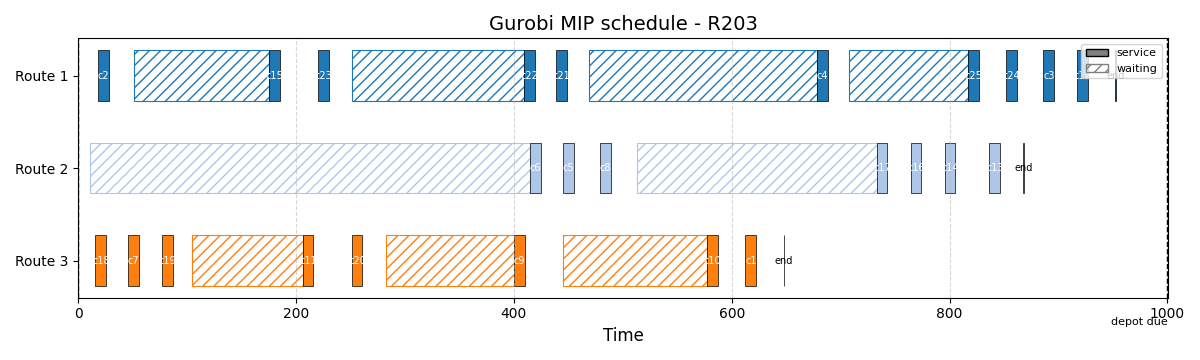 Gurobi MIP schedule - R203
service
waiting
Route 1
c2
c15
c23
c22
c21
c4
c25
c24
c3
Route 2
c6
c5
c8
c17
c16
c14
c13
end
Route 3
c18
c7
c19
c11
c20
c9
c10
c1
end
0
200
400
600
800
1000
depot due
Time